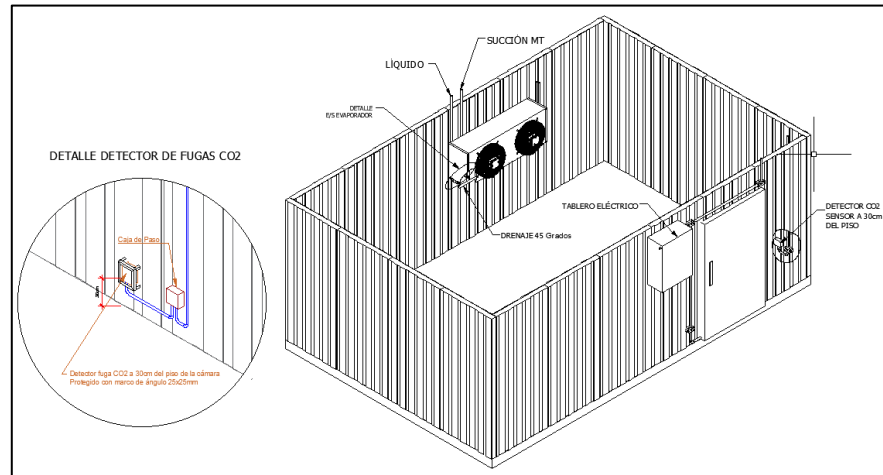 SUCCIÓN MT
LÍQUIDO
DETALLE
E/S EVAPORADOR
DETALLE DETECTOR DE FUGAS CO2
TABLERO ELÉCTRICO
DETECTOR CO2
SENSOR A 30cm
DEL PISO
DRENAJE 45 Grados
Caja de Paso
Detector fuga CO2 a 30cm del piso de la cámara
Protegido con marco de ángulo 25x25mm